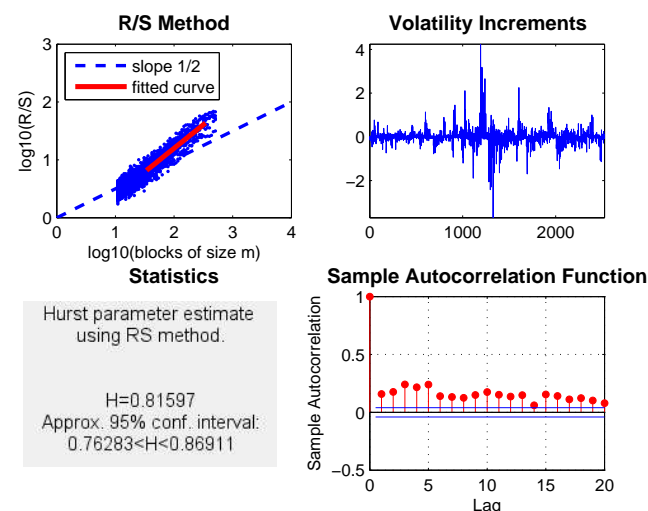 R/S Method
3
2
1
0
log10(R/S)
slope 1/2
fitted curve
0 1 2 3 4
log10(blocks of size m)
Volatility Increments
4
2
0
−2
0 1000 2000
Statistics
Hurst parameter estimate
using RS method.
H=0.81597
Approx. 95% conf. interval:
0.76283<H<0.86911
Sample Autocorrelation Function
1
0.5
0
−0.5
Sample Autocorrelation
0 5 10 15 20
Lag